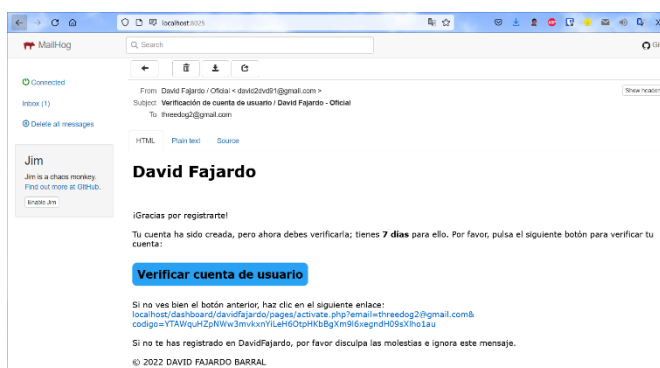 localhost:8025
MailHog
Search
Connected
Inbox (1)
Delete all messages
Jim
Jim is a chaos monkey.
Find out more at GitHub.
Enable Jim
From David Fajardo / Oficial < david2dvd91@gmail.com >
Show header
Subject Verificación de cuenta de usuario / David Fajardo - Oficial
To threedog2@gmail.com
HTML Plain text Source
David Fajardo
¡Gracias por registrarte!
Tu cuenta ha sido creada, pero ahora debes verificarla; tienes 7 días para ello. Por favor, pulsa el siguiente botón para verificar tu
cuenta:
Verificar cuenta de usuario
Si no ves bien el botón anterior, haz clic en el siguiente enlace:
localhost/dashboard/davidfajardo/pages/activate.php?email=threedog2@gmail.com&
codigo=YTAWquHZpNWw3mvkxnYiLeH6OtpHKbBgXm9l6xegndH09sXlho1au
Si no te has registrado en DavidFajardo, por favor disculpa las molestias e ignora este mensaje.
© 2022 DAVID FAJARDO BARRAL